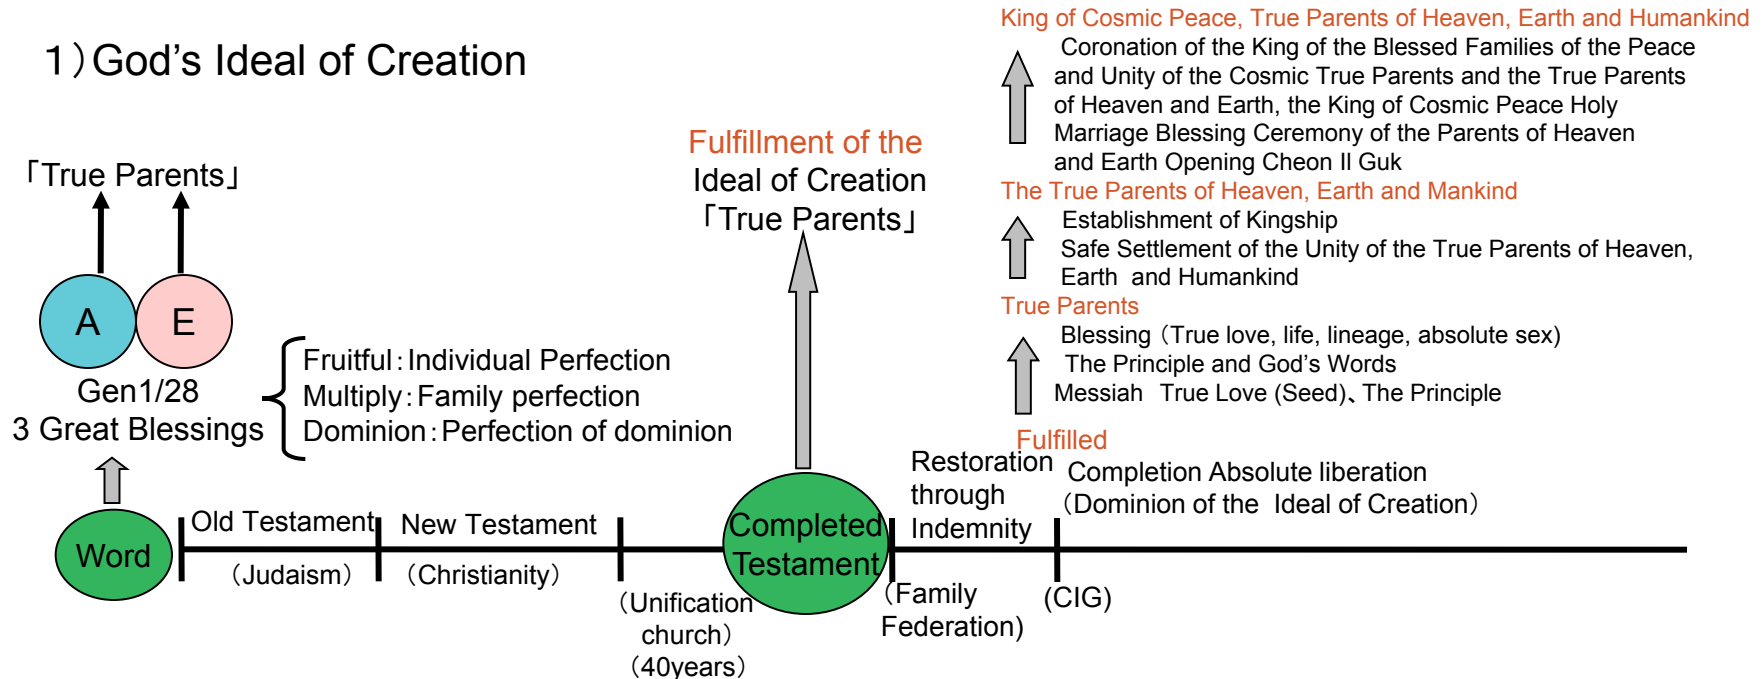 1）God’s Ideal of Creation
「True Parents」
A
E
Gen1/28
3 Great Blessings
Fruitful：Individual Perfection
Multiply：Family perfection
Dominion：Perfection of dominion
Word
Old Testament
（Judaism）
New Testament
（Christianity）
（Unification
church）
（40years）
Fulfillment of the
Ideal of Creation
「True Parents」
Completed
Testament
Restoration
through
Indemnity
（Family
Federation)
(CIG)
King of Cosmic Peace, True Parents of Heaven, Earth and Humankind
Coronation of the King of the Blessed Families of the Peace
and Unity of the Cosmic True Parents and the True Parents
of Heaven and Earth, the King of Cosmic Peace Holy
Marriage Blessing Ceremony of the Parents of Heaven
and Earth Opening Cheon Il Guk
The True Parents of Heaven, Earth and Mankind
Establishment of Kingship
Safe Settlement of the Unity of the True Parents of Heaven,
Earth and Humankind
True Parents
Blessing（True love, life, lineage, absolute sex)
The Principle and God’s Words
Messiah True Love (Seed)、The Principle
Fulfilled
Completion Absolute liberation
（Dominion of the Ideal of Creation）